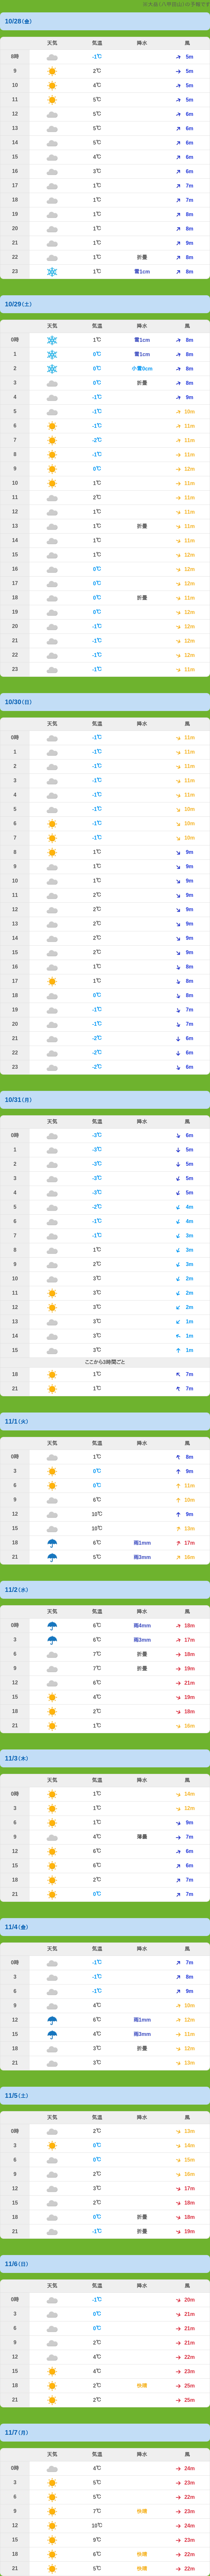 10/28(金)
天気 気温 降水 風
8時 -1℃ 5m
9 2℃ 5m
10 4℃ 5m
11 5℃ 5m
12 5℃ 6m
13 5℃ 6m
14 5℃ 6m
15 4℃ 6m
16 3℃ 6m
17 1℃ 7m
18 1℃ 7m
19 1℃ 8m
20 1℃ 8m
21 1℃ 9m
22 1℃ 折曇 8m
23 1℃ 雪1cm 8m
10/29(土)
天気 気温 降水 風
0時 1℃ 雪1cm 8m
1 0℃ 雪1cm 8m
2 0℃ 小雪0cm 8m
3 0℃ 折曇 8m
4 -1℃ 9m
5 -1℃ 10m
6 -1℃ 11m
7 -2℃ 11m
8 -1℃ 11m
9 0℃ 12m
10 1℃ 11m
11 2℃ 11m
12 1℃ 11m
13 1℃ 折曇 11m
14 1℃ 11m
15 1℃ 12m
16 0℃ 12m
17 0℃ 12m
18 0℃ 折曇 12m
19 0℃ 12m
20 -1℃ 12m
21 -1℃ 12m
22 -1℃ 12m
23 -1℃ 11m
10/30(日)
天気 気温 降水 風
0時 -1℃ 11m
1 -1℃ 11m
2 -1℃ 11m
3 -1℃ 11m
4 -1℃ 11m
5 -1℃ 10m
6 -1℃ 10m
7 -1℃ 10m
8 1℃ 9m
9 1℃ 9m
10 1℃ 9m
11 2℃ 9m
12 2℃ 9m
13 2℃ 9m
14 2℃ 9m
15 2℃ 9m
16 1℃ 8m
17 1℃ 8m
18 0℃ 8m
19 -1℃ 7m
20 -1℃ 7m
21 -2℃ 6m
22 -2℃ 6m
23 -2℃ 6m
10/31(月)
天気 気温 降水 風
0時 -3℃ 6m
1 -3℃ 5m
2 -3℃ 5m
3 -3℃ 5m
4 -3℃ 5m
5 -2℃ 4m
6 -1℃ 4m
7 -1℃ 3m
8 1℃ 3m
9 2℃ 3m
10 3℃ 2m
11 3℃ 2m
12 3℃ 2m
13 3℃ 1m
14 3℃ 1m
15 3℃ 1m
ここから3時間ごと
18 1℃ 7m
21 1℃ 7m
11/1(火)
天気 気温 降水 風
0時 1℃ 8m
3 0℃ 9m
6 0℃ 11m
9 6℃ 10m
12 10℃ 9m
15 10℃ 13m
18 6℃ 雨1mm 17m
21 5℃ 雨3mm 16m
11/2(水)
天気 気温 降水 風
0時 6℃ 雨4mm 18m
3 6℃ 雨3mm 17m
6 7℃ 折曇 18m
9 7℃ 折曇 19m
12 6℃ 21m
15 4℃ 19m
18 2℃ 18m
21 1℃ 16m
11/3(木)
天気 気温 降水 風
0時 1℃ 14m
3 1℃ 12m
6 1℃ 9m
9 4℃ 薄曇 7m
12 6℃ 6m
15 6℃ 6m
18 2℃ 7m
21 0℃ 7m
11/4(金)
天気 気温 降水 風
0時 -1℃ 7m
3 -1℃ 8m
6 -1℃ 9m
9 4℃ 10m
12 6℃ 雨1mm 12m
15 4℃ 雨3mm 11m
18 3℃ 折曇 12m
21 3℃ 13m
11/5(土)
天気 気温 降水 風
0時 2℃ 13m
3 0℃ 14m
6 0℃ 15m
9 2℃ 16m
12 3℃ 17m
15 2℃ 18m
18 0℃ 折曇 18m
21 -1℃ 折曇 19m
11/6(日)
天気 気温 降水 風
0時 -1℃ 20m
3 0℃ 21m
6 0℃ 21m
9 2℃ 21m
12 4℃ 22m
15 4℃ 23m
18 2℃ 快晴 25m
21 2℃ 25m
11/7(月)
天気 気温 降水 風
0時 4℃ 24m
3 5℃ 23m
6 5℃ 22m
9 7℃ 快晴 23m
12 10℃ 24m
15 9℃ 23m
18 6℃ 快晴 22m
21 5℃ 快晴 22m